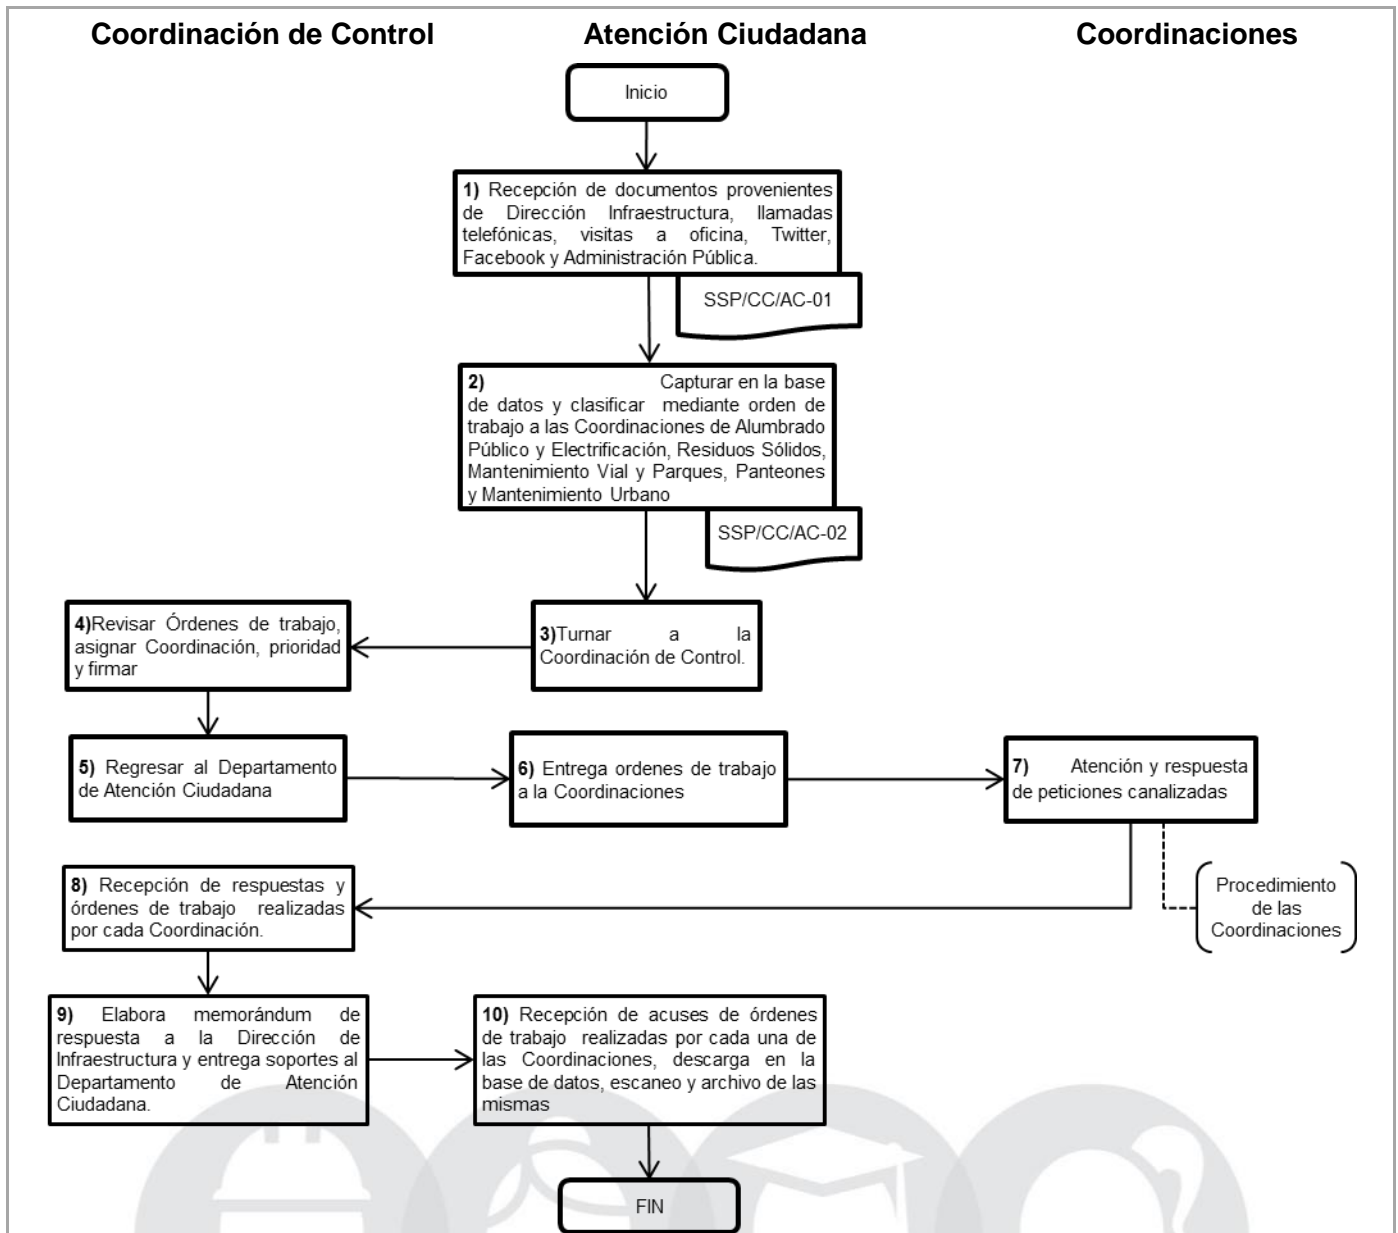 Coordinación de Control
Atención Ciudadana
Coordinaciones
Inicio
1) Recepción de documentos provenientes
de Dirección Infraestructura, llamadas
telefónicas, visitas a oficina, Twitter,
Facebook y Administración Pública.
SSP/CC/AC-01
2) Capturar en la base
de datos y clasificar mediante orden de
trabajo a las Coordinaciones de Alumbrado
Público y Electrificación, Residuos Sólidos,
Mantenimiento Vial y Parques, Panteones
y Mantenimiento Urbano
SSP/CC/AC-02
3)Turnar a la
Coordinación de Control.
4)Revisar Órdenes de trabajo,
asignar Coordinación, prioridad
y firmar
5) Regresar al Departamento
de Atención Ciudadana
6) Entrega ordenes de trabajo
a la Coordinaciones
7) Atención y respuesta
de peticiones canalizadas
Procedimiento
de las
Coordinaciones
8) Recepción de respuestas y
órdenes de trabajo realizadas
por cada Coordinación.
9) Elabora memorándum de
respuesta a la Dirección de
Infraestructura y entrega soportes al
Departamento de Atención
Ciudadana.
10) Recepción de acuses de órdenes
de trabajo realizadas por cada una de
las Coordinaciones, descarga en la
base de datos, escaneo y archivo de las
mismas
FIN